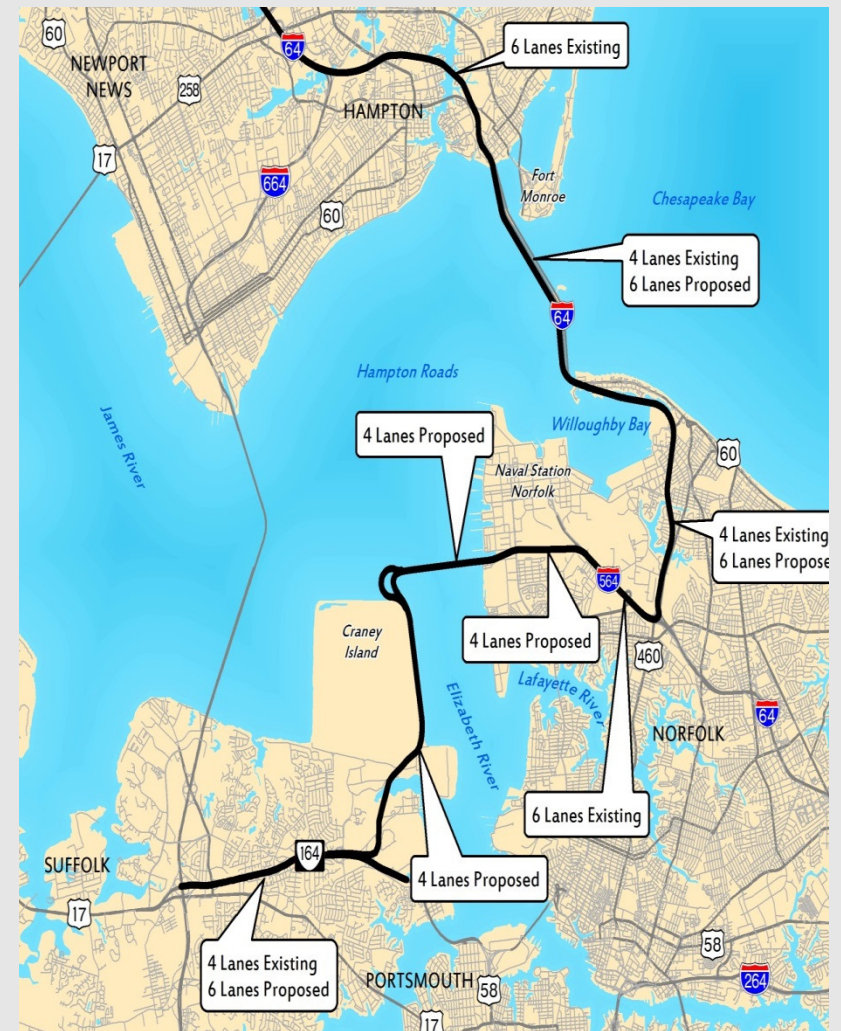 60
64
6 Lanes Existing
NEWPORT
NEWS
258
HAMPTON
17
664
Fort
Monroe
Chesapeake Bay
60
4 Lanes Existing
6 Lanes Proposed
64
Hampton Roads
James River
4 Lanes Proposed
Willoughby Bay
60
Naval Station
Norfolk
4 Lanes Existing
6 Lanes Propose
564
Craney
Island
4 Lanes Proposed
460
Lafayette River
Elizabeth River
64
NORFOLK
6 Lanes Existing
164
SUFFOLK
4 Lanes Proposed
17
4 Lanes Existing
6 Lanes Proposed
58
PORTSMOUTH
58
264
17